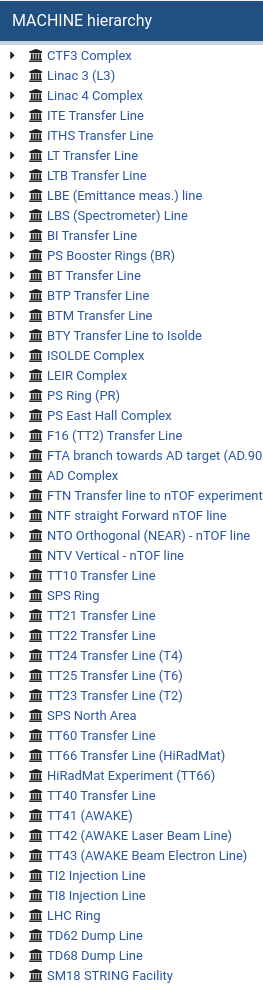 MACHINE hierarchy
CTF3 Complex
Linac 3 (L3)
Linac 4 Complex
ITE Transfer Line
ITHS Transfer Line
LT Transfer Line
LTB Transfer Line
LBE (Emittance meas.) line
LBS (Spectrometer) Line
BI Transfer Line
PS Booster Rings (BR)
BT Transfer Line
BTP Transfer Line
BTM Transfer Line
BTY Transfer Line to Isolde
ISOLDE Complex
LEIR Complex
PS Ring (PR)
PS East Hall Complex
F16 (TT2) Transfer Line
FTA branch towards AD target (AD.90
AD Complex
FTN Transfer line to nTOF experiment
NTF straight Forward nTOF line
NTO Orthogonal (NEAR) - nTOF line
NTV Vertical - nTOF line
TT10 Transfer Line
SPS Ring
TT21 Transfer Line
TT22 Transfer Line
TT24 Transfer Line (T4)
TT25 Transfer Line (T6)
TT23 Transfer Line (T2)
SPS North Area
TT60 Transfer Line
TT66 Transfer Line (HiRadMat)
HiRadMat Experiment (TT66)
TT40 Transfer Line
TT41 (AWAKE)
TT42 (AWAKE Laser Beam Line)
TT43 (AWAKE Beam Electron Line)
TI2 Injection Line
TI8 Injection Line
LHC Ring
TD62 Dump Line
TD68 Dump Line
SM18 STRING Facility